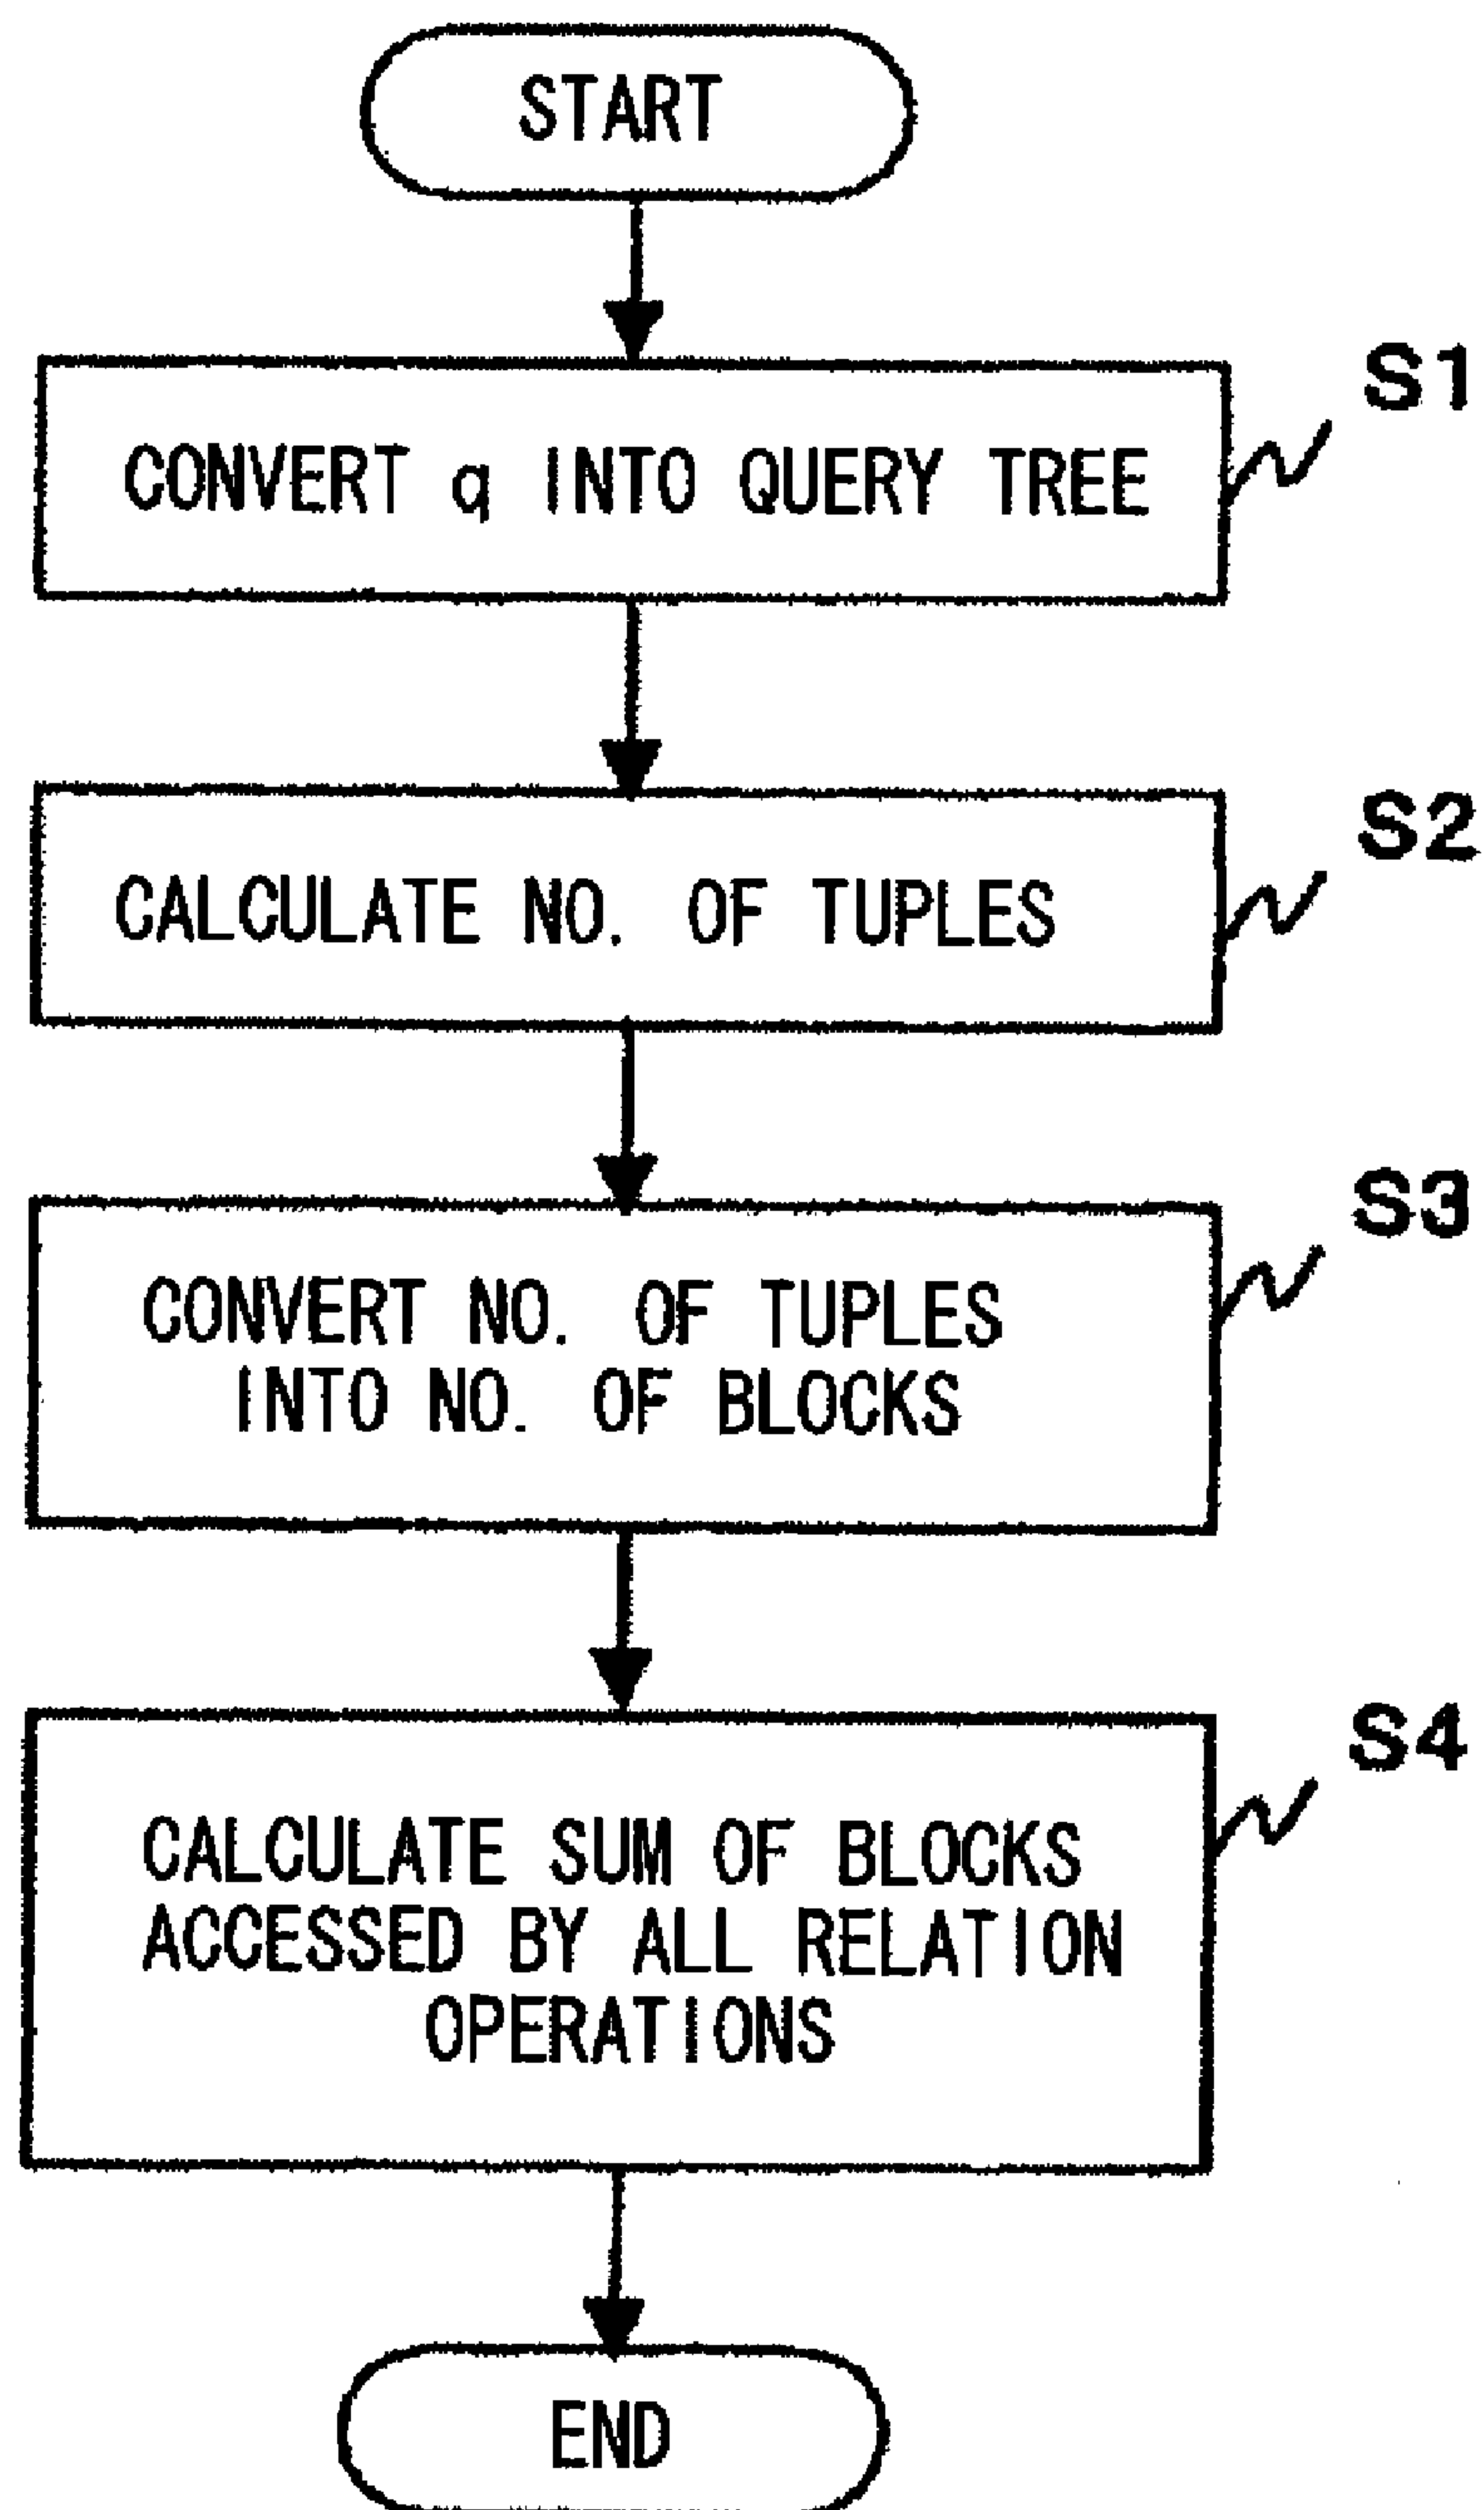 START
S1
CONVERT q INTO QUERY TREE
S2
CALCULATE NO. OF TUPLES
S3
CONVERT NO. OF TUPLES
INTO NO. OF BLOCKS
S4
CALCULATE SUM OF BLOCKS
ACCESSED BY ALL RELATION
OPERATIONS
END